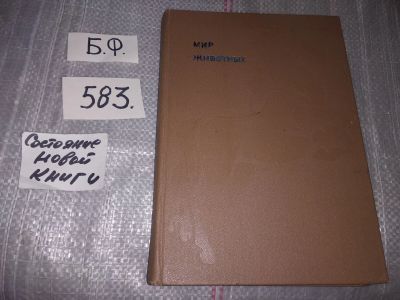 Б.Ф.
583.
Состояние
новой
книги
МИР
ЖИВОТНЫХ